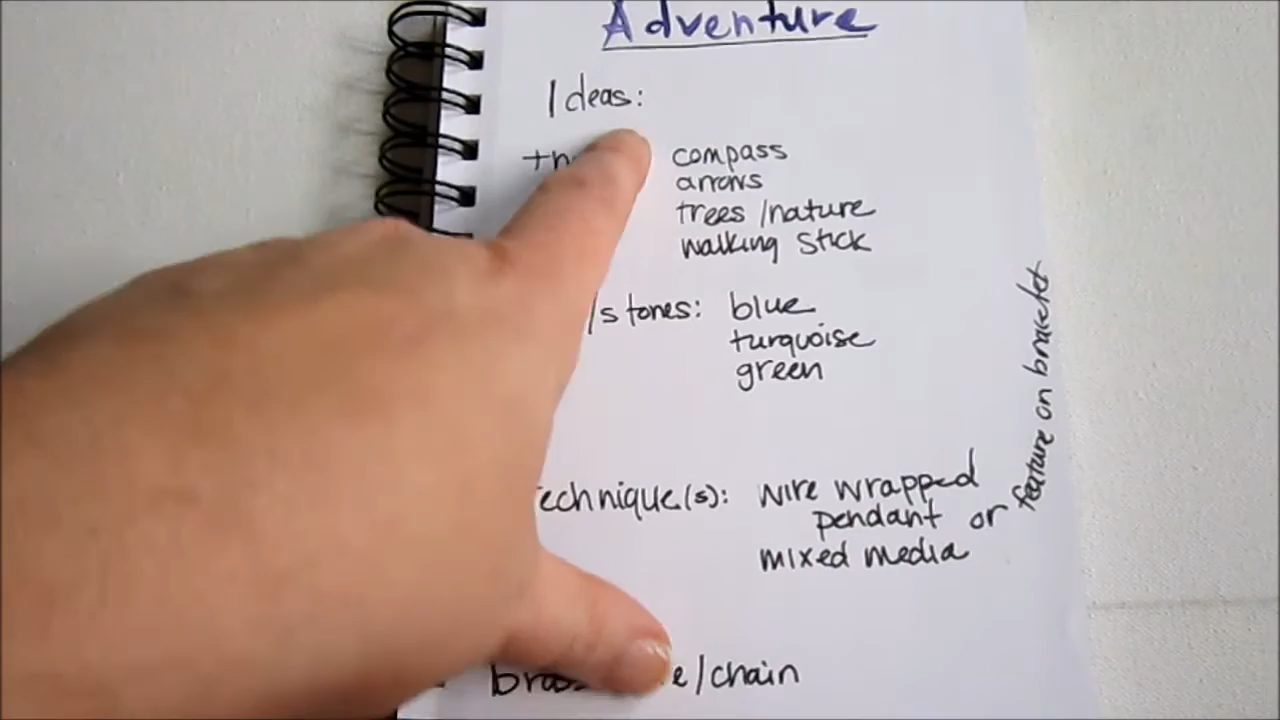 Adventure
Ideas:
compass
arrows
trees/nature
walking stick
/stones: blue
turquoise
green
technique(s): wire wrapped
pendant or
mixed media
feature on bracelet
/chain